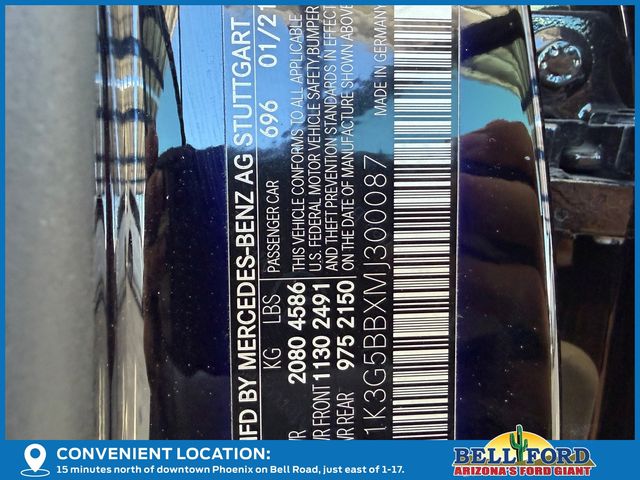 MFD BY MERCEDES-BENZ AG STUTTGART
696 01/21
KG LBS PASSENGER CAR
2080 4586 THIS VEHICLE CONFORMS TO ALL APPLICABLE
FRONT 1130 2491 U.S. FEDERAL MOTOR VEHICLE SAFETY, BUMPER
AND THEFT PREVENTION STANDARDS IN EFFECT
REAR 975 2150 ON THE DATE OF MANUFACTURE SHOWN ABOVE
1K3G5BBXMJ300087 MADE IN GERMANY
CONVENIENT LOCATION:
15 minutes north of downtown Phoenix on Bell Road, just east of 1-17.
BELL FORD
ARIZONA'S FORD GIANT